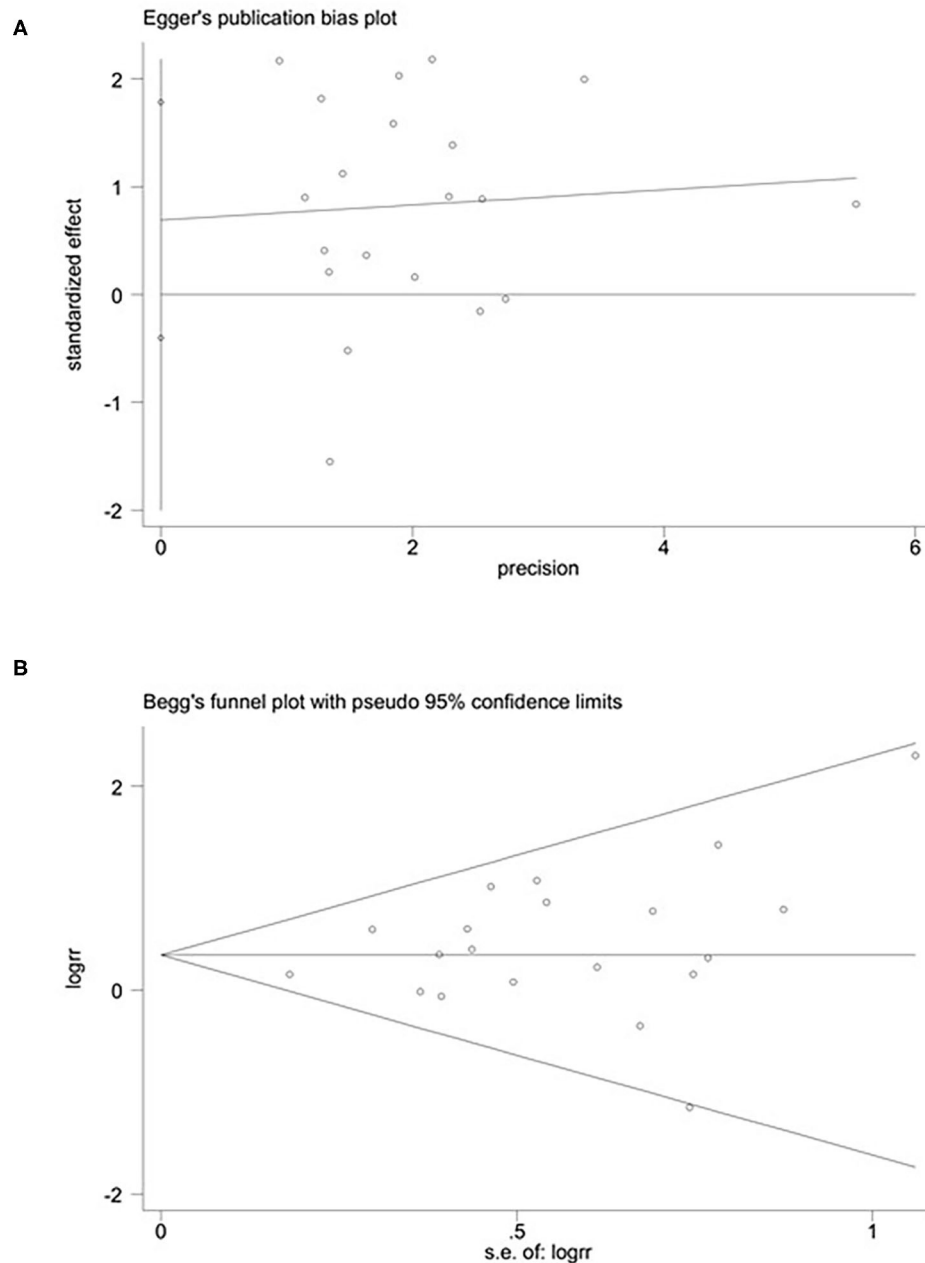 A
Egger's publication bias plot
standardized effect
2
1
0
-1
-2
0 2 4 6
precision
B
Begg's funnel plot with pseudo 95% confidence limits
logrr
2
0
-2
0 .5 1
s.e. of: logrr